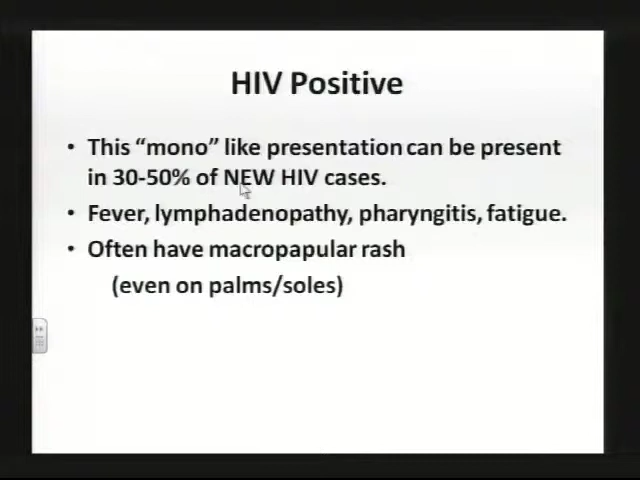 HIV Positive
• This “mono” like presentation can be present
in 30-50% of NEW HIV cases.
• Fever, lymphadenopathy, pharyngitis, fatigue.
• Often have macropapular rash
(even on palms/soles)